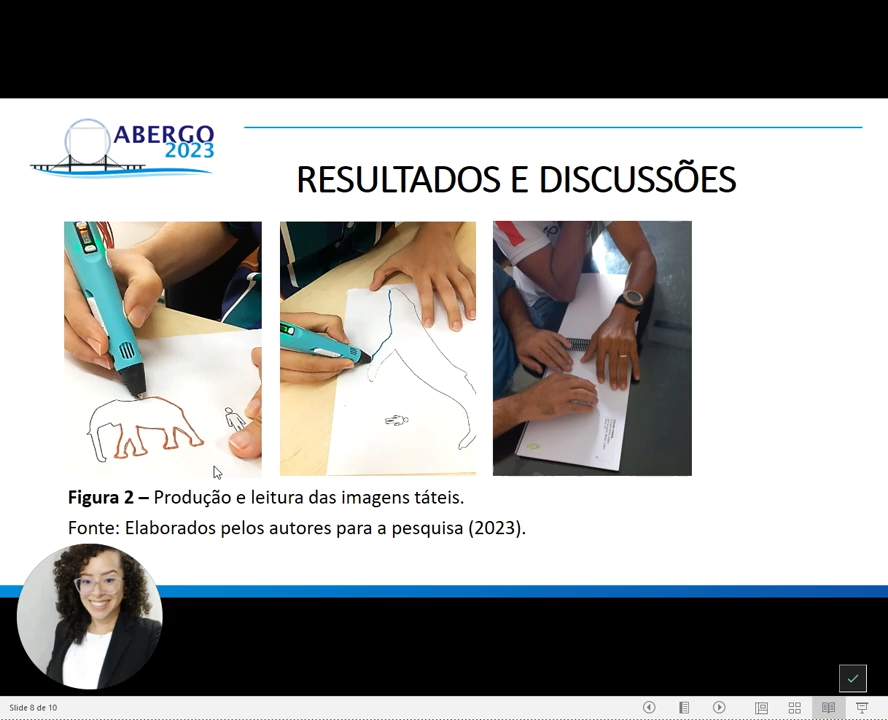 ABERGO
2023
RESULTADOS E DISCUSSÕES
Figura 2 – Produção e leitura das imagens táteis.
Fonte: Elaborados pelos autores para a pesquisa (2023).
Slide 8 de 10